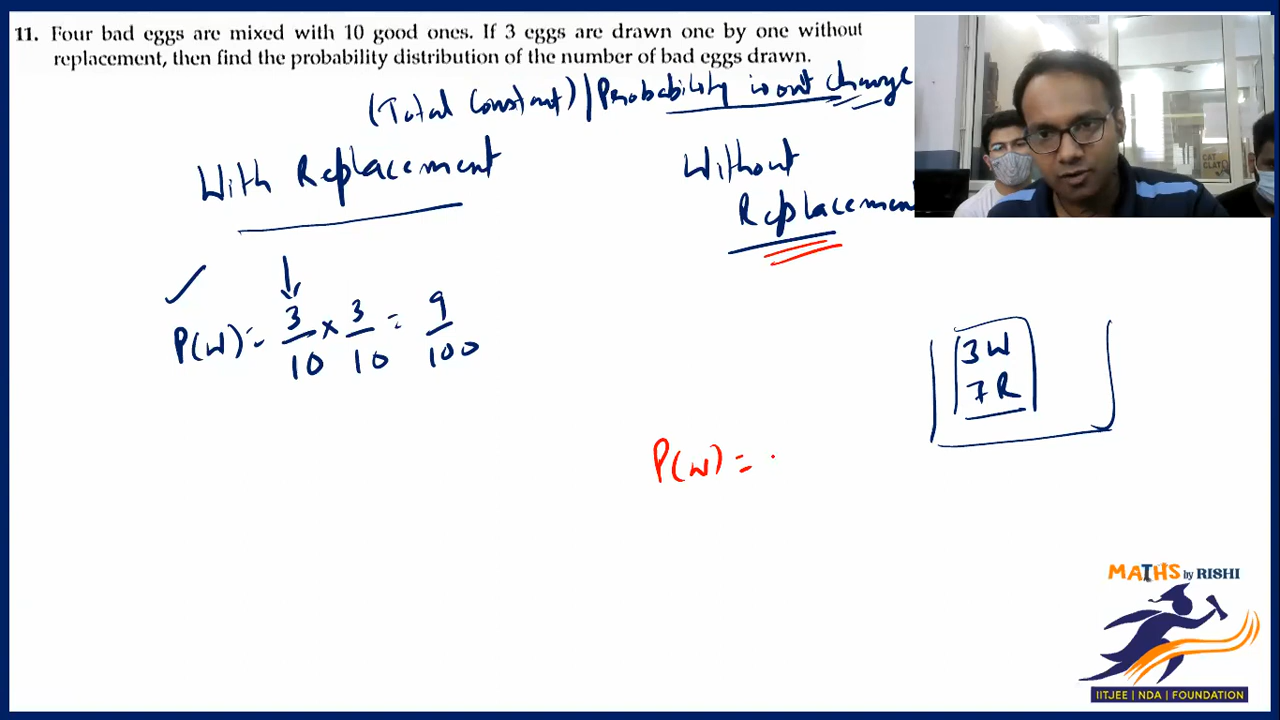 11. Four bad eggs are mixed with 10 good ones. If 3 eggs are drawn one by one without
replacement, then find the probability distribution of the number of bad eggs drawn.
(Total Constant) | Probability is not change
With Replacement
Without
Replacement
P(W) = 3/10 × 3/10 = 9/100
3W
7R
P(W) =
CAT
CLAT
MATHS by RISHI
IITJEE | NDA | FOUNDATION